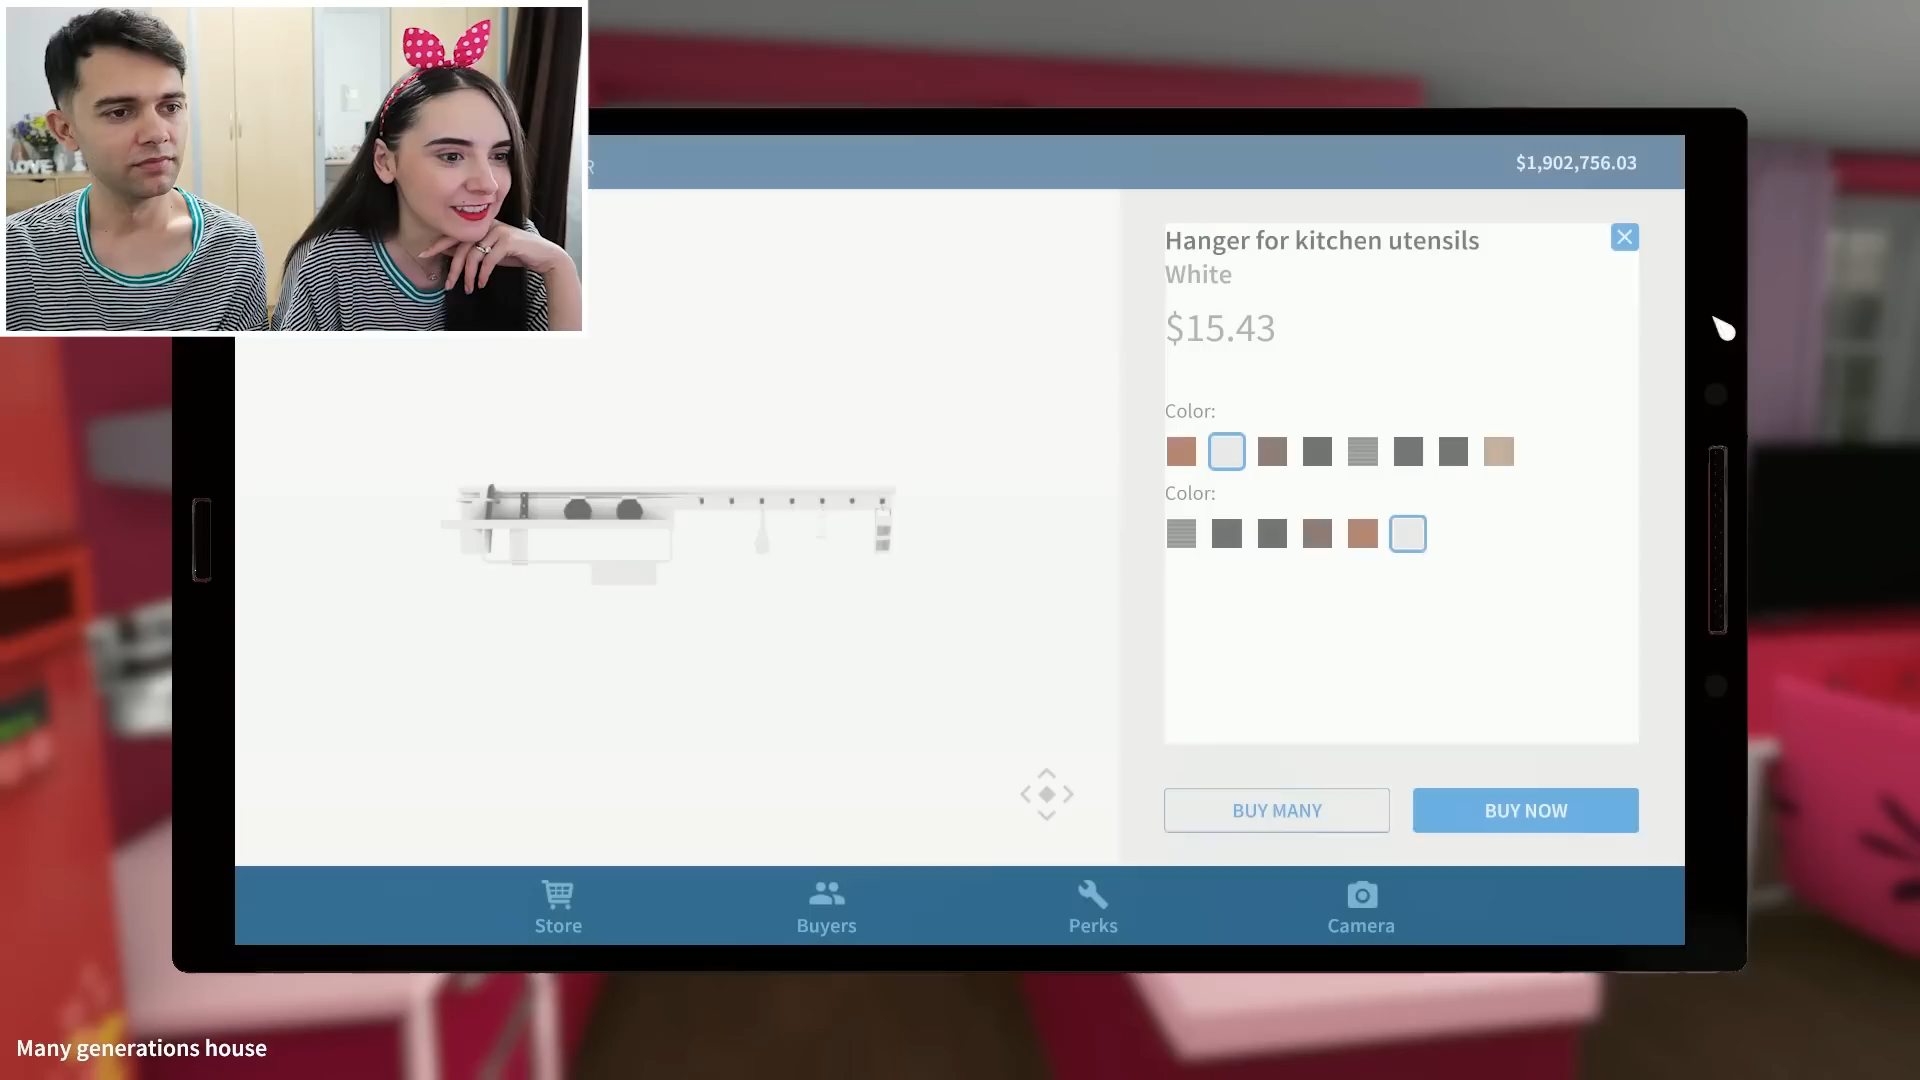 LOVE
R
$1,902,756.03
Hanger for kitchen utensils
White
$15.43
Color:
Color:
BUY MANY
BUY NOW
Store
Buyers
Perks
Camera
Many generations house